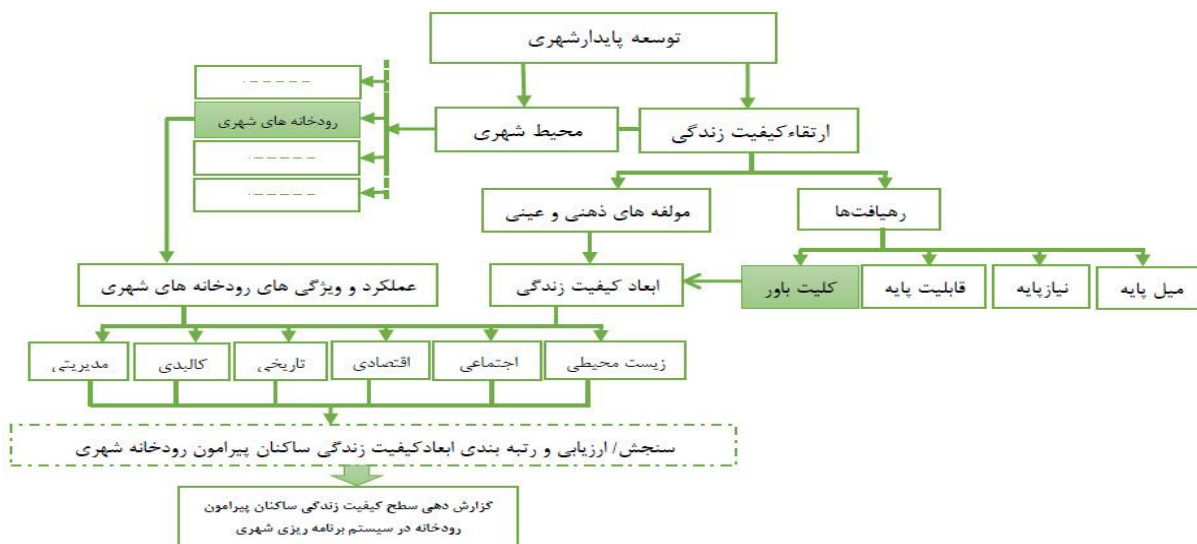 توسعه پایدارشهری
رودخانه های شهری
محیط شهری
ارتقاءکیفیت زندگی
مولفه های ذهنی و عینی
رهیافت‌ها
عملکرد و ویژگی های رودخانه های شهری
ابعاد کیفیت زندگی
کلیت باور
قابلیت پایه
نیازپایه
میل پایه
زیست محیطی
اجتماعی
اقتصادی
تاریخی
کالبدی
مدیریتی
سنجش/ ارزیابی و رتبه بندی ابعادکیفیت زندگی ساکنان پیرامون رودخانه شهری
گزارش دهی سطح کیفیت زندگی ساکنان پیرامون
رودخانه در سیستم برنامه ریزی شهری